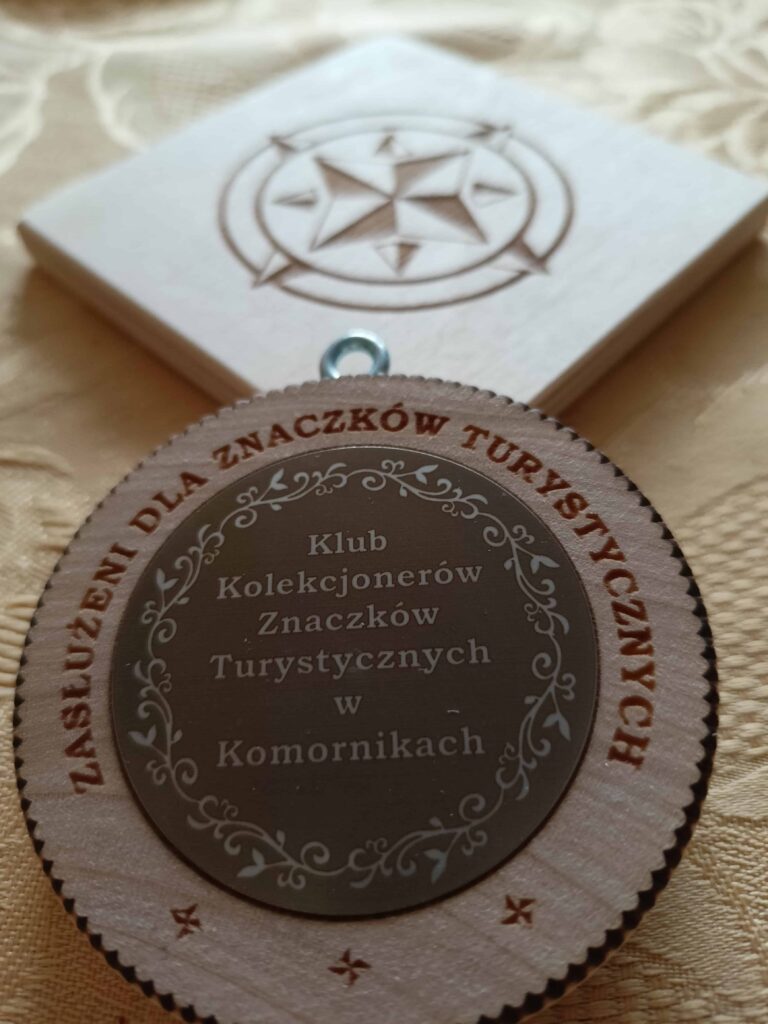 ZASŁUŻENI DLA ZNACZKÓW TURYSTYCZNYCH
Klub
Kolekcjonerów
Znaczków
Turystycznych
w
Komornikach